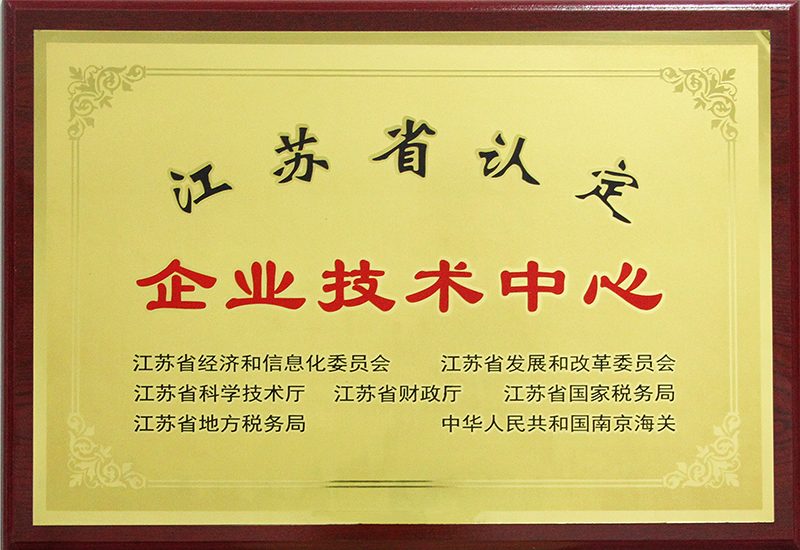 江苏省认定
企业技术中心
江苏省经济和信息化委员会 江苏省发展和改革委员会
江苏省科学技术厅 江苏省财政厅 江苏省国家税务局
江苏省地方税务局 中华人民共和国南京海关